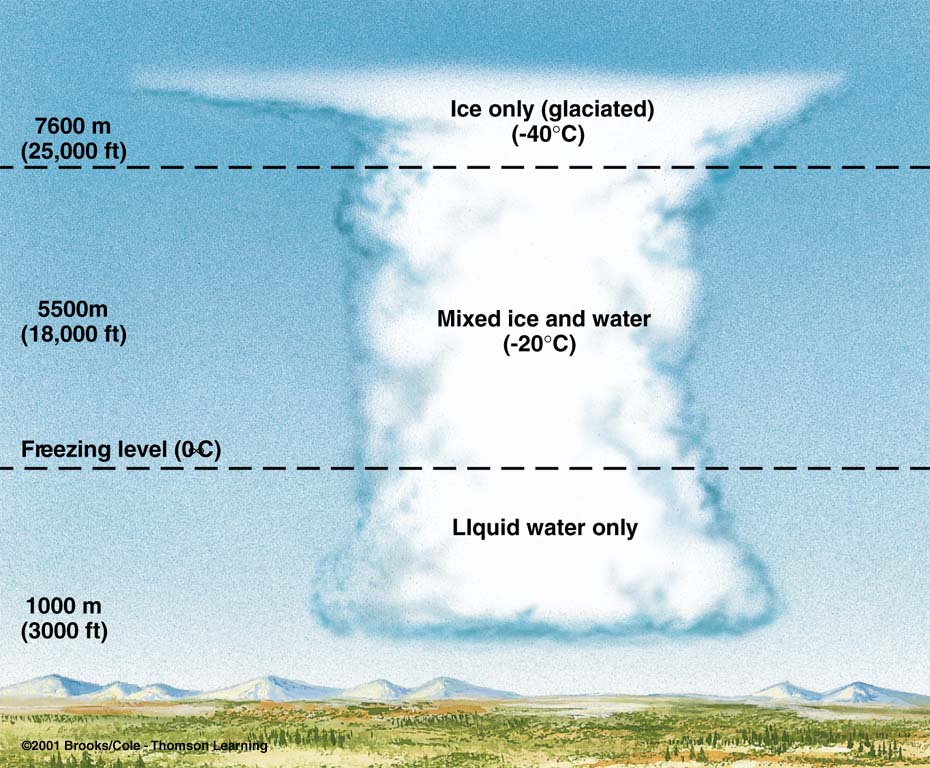 Ice only (glaciated)
(-40°C)
7600 m
(25,000 ft)
5500m
(18,000 ft)
Mixed ice and water
(-20°C)
Freezing level (0°C)
LIquid water only
1000 m
(3000 ft)
©2001 Brooks/Cole - Thomson Learning